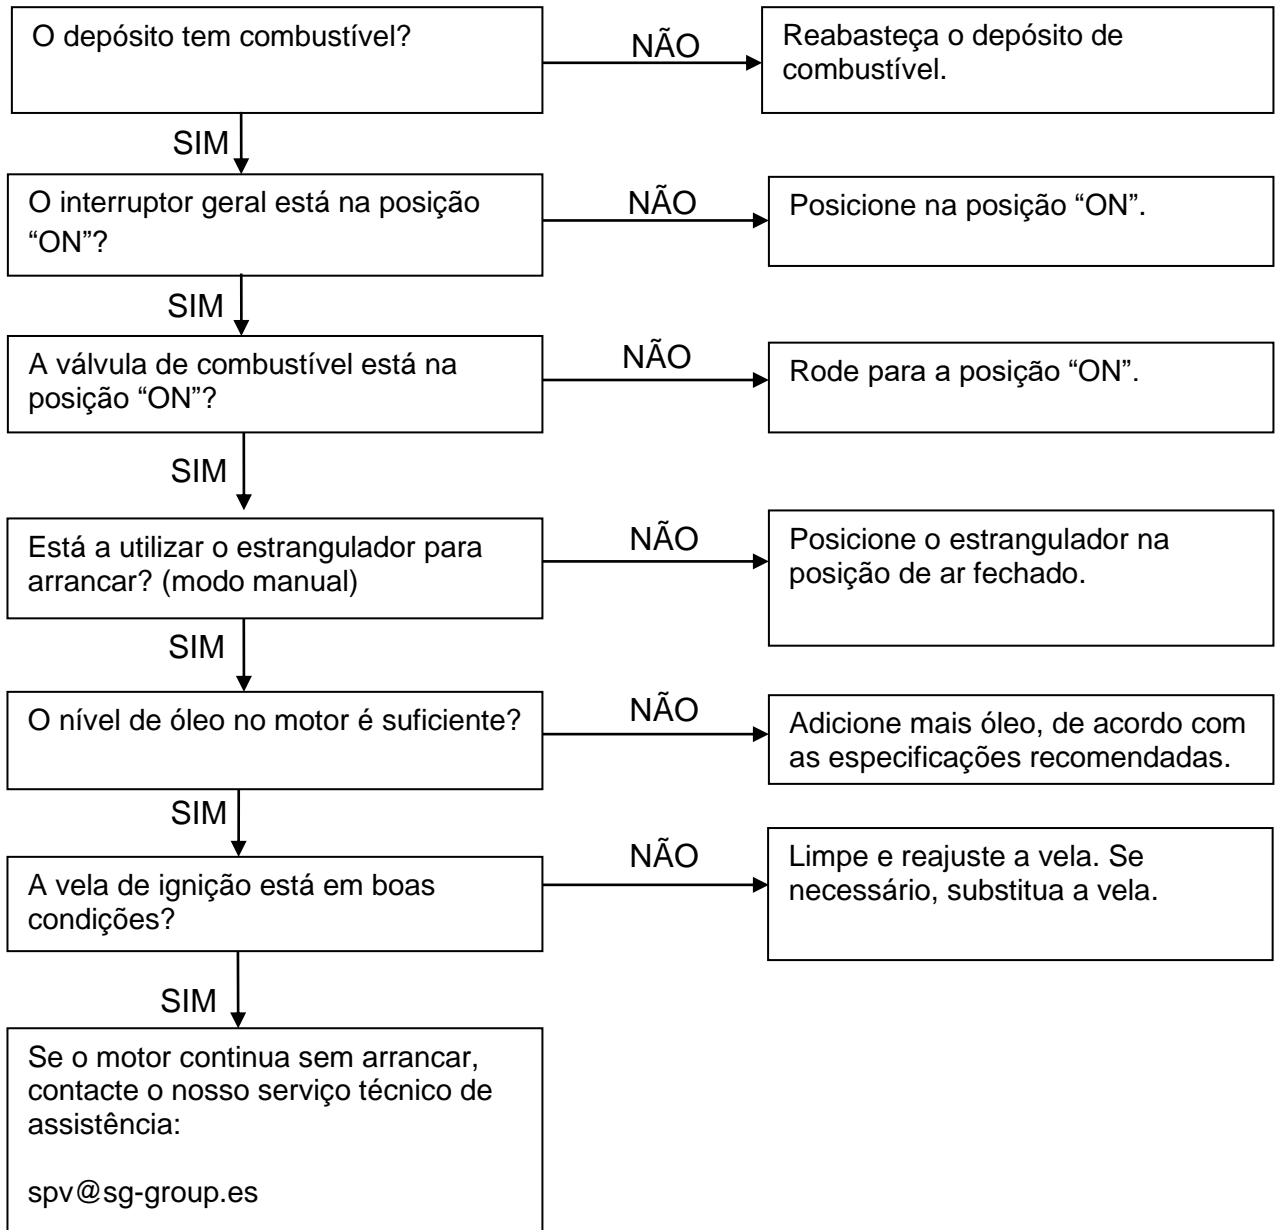 O depósito tem combustível?
NÃO
Reabasteça o depósito de
combustível.
SIM
O interruptor geral está na posição
“ON”?
NÃO
Posicione na posição “ON”.
SIM
A válvula de combustível está na
posição “ON”?
NÃO
Rode para a posição “ON”.
SIM
Está a utilizar o estrangulador para
arrancar? (modo manual)
NÃO
Posicione o estrangulador na
posição de ar fechado.
SIM
O nível de óleo no motor é suficiente?
NÃO
Adicione mais óleo, de acordo com
as especificações recomendadas.
SIM
A vela de ignição está em boas
condições?
NÃO
Limpe e reajuste a vela. Se
necessário, substitua a vela.
SIM
Se o motor continua sem arrancar,
contacte o nosso serviço técnico de
assistência:
spv@sg-group.es